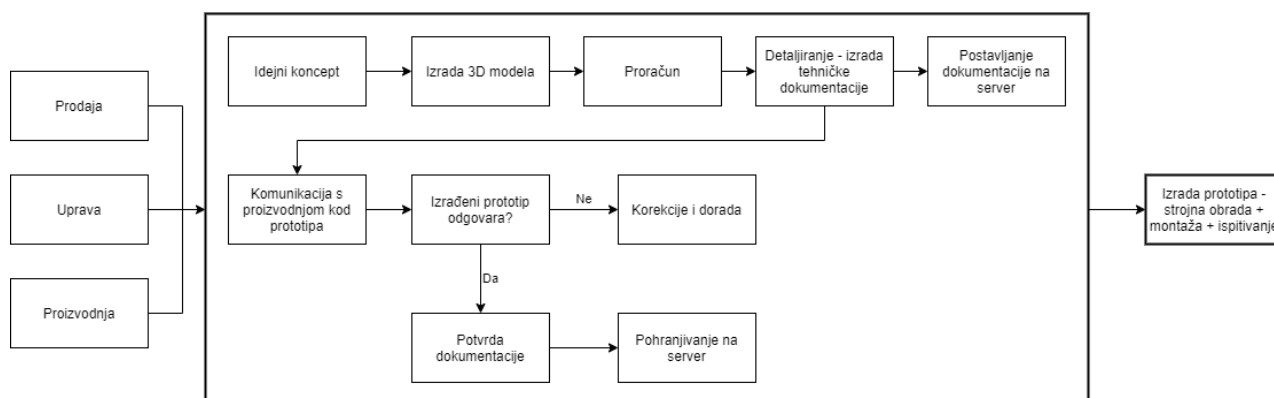 Prodaja
Uprava
Proizvodnja
Idejni koncept
Izrada 3D modela
Proračun
Detaljiranje - izrada
tehničke
dokumentacije
Postavljanje
dokumentacije na
server
Komunikacija s
proizvodnjom kod
prototipa
Izrađeni prototip
odgovara?
Ne
Korekcije i dorada
Da
Potvrda
dokumentacije
Pohranjivanje na
server
Izrada prototipa -
strojna obrada +
montaža + ispitivanje